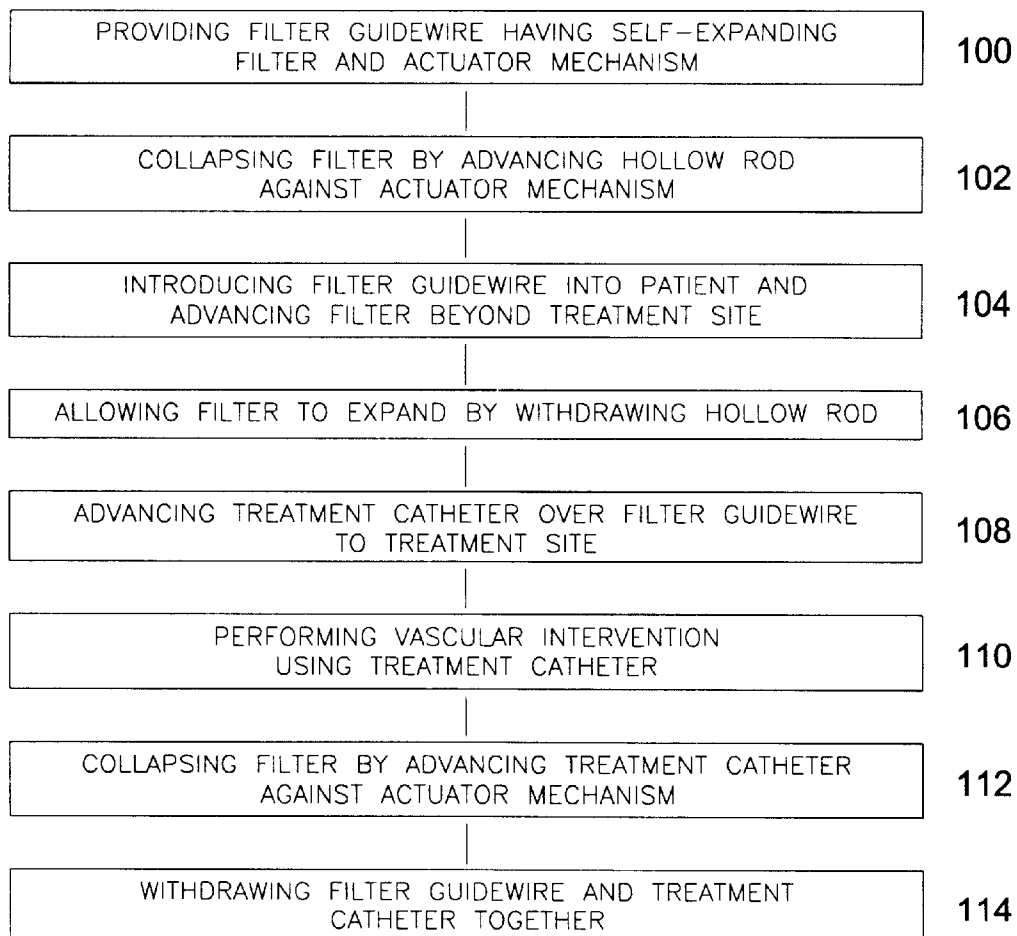 PROVIDING FILTER GUIDEWIRE HAVING SELF-EXPANDING
FILTER AND ACTUATOR MECHANISM
100
COLLAPSING FILTER BY ADVANCING HOLLOW ROD
AGAINST ACTUATOR MECHANISM
102
INTRODUCING FILTER GUIDEWIRE INTO PATIENT AND
ADVANCING FILTER BEYOND TREATMENT SITE
104
ALLOWING FILTER TO EXPAND BY WITHDRAWING HOLLOW ROD
106
ADVANCING TREATMENT CATHETER OVER FILTER GUIDEWIRE
TO TREATMENT SITE
108
PERFORMING VASCULAR INTERVENTION
USING TREATMENT CATHETER
110
COLLAPSING FILTER BY ADVANCING TREATMENT CATHETER
AGAINST ACTUATOR MECHANISM
112
WITHDRAWING FILTER GUIDEWIRE AND TREATMENT
CATHETER TOGETHER
114